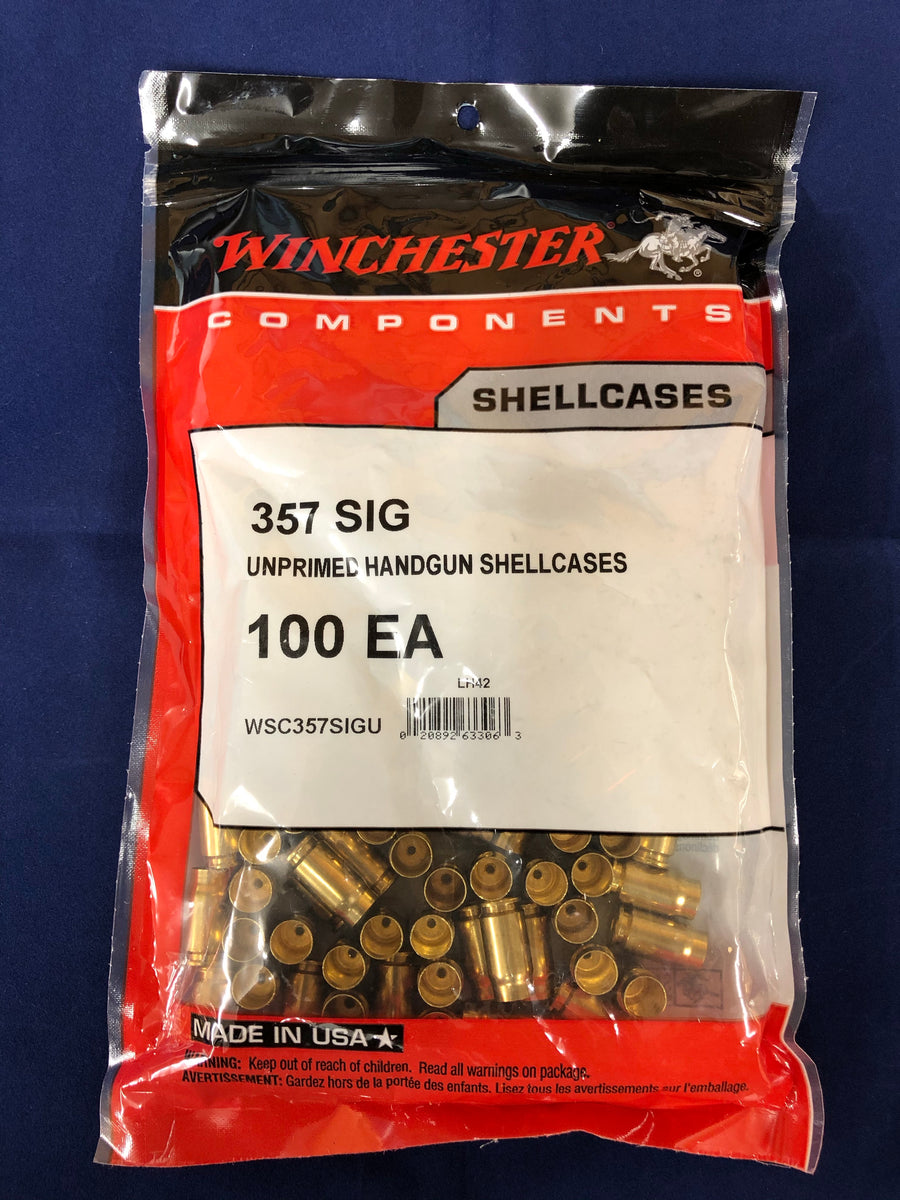 WINCHESTER®
®
COMPONENTS
SHELLCASES
357 SIG
UNPRIMED HANDGUN SHELLCASES
100 EA
LH42
WSC357SIGU
0 20892 63306 3
MADE IN USA★
WARNING: Keep out of reach of children. Read all warnings on package.
AVERTISSEMENT: Gardez hors de la portée des enfants. Lisez tous les avertissements sur l'emballage.